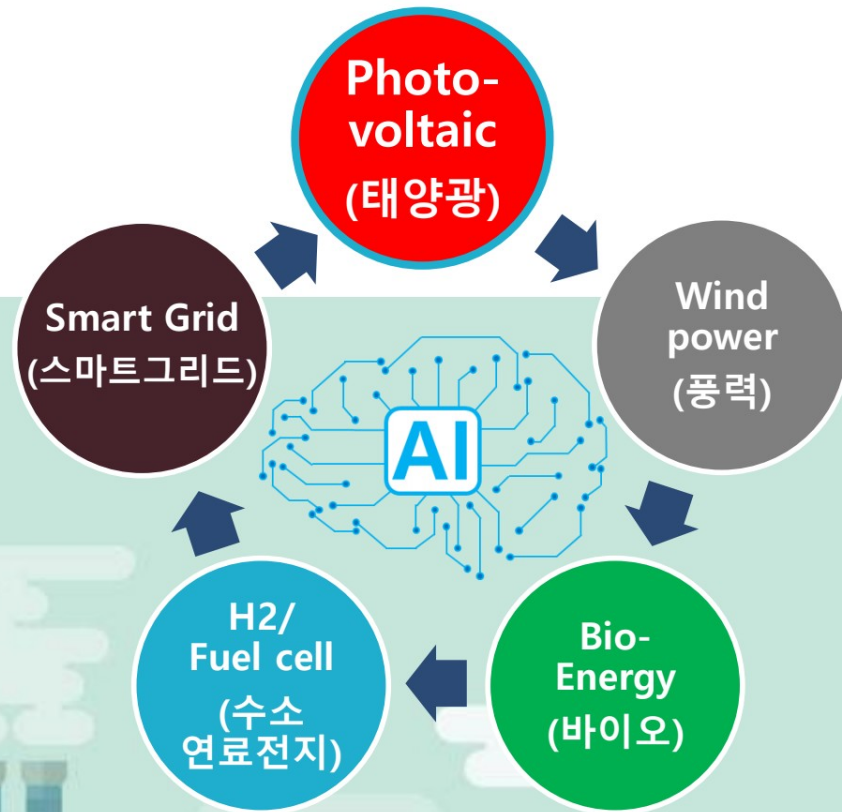 Photo-
voltaic
(태양광)
Wind
power
(풍력)
Bio-
Energy
(바이오)
H2/
Fuel cell
(수소
연료전지)
Smart Grid
(스마트그리드)
AI